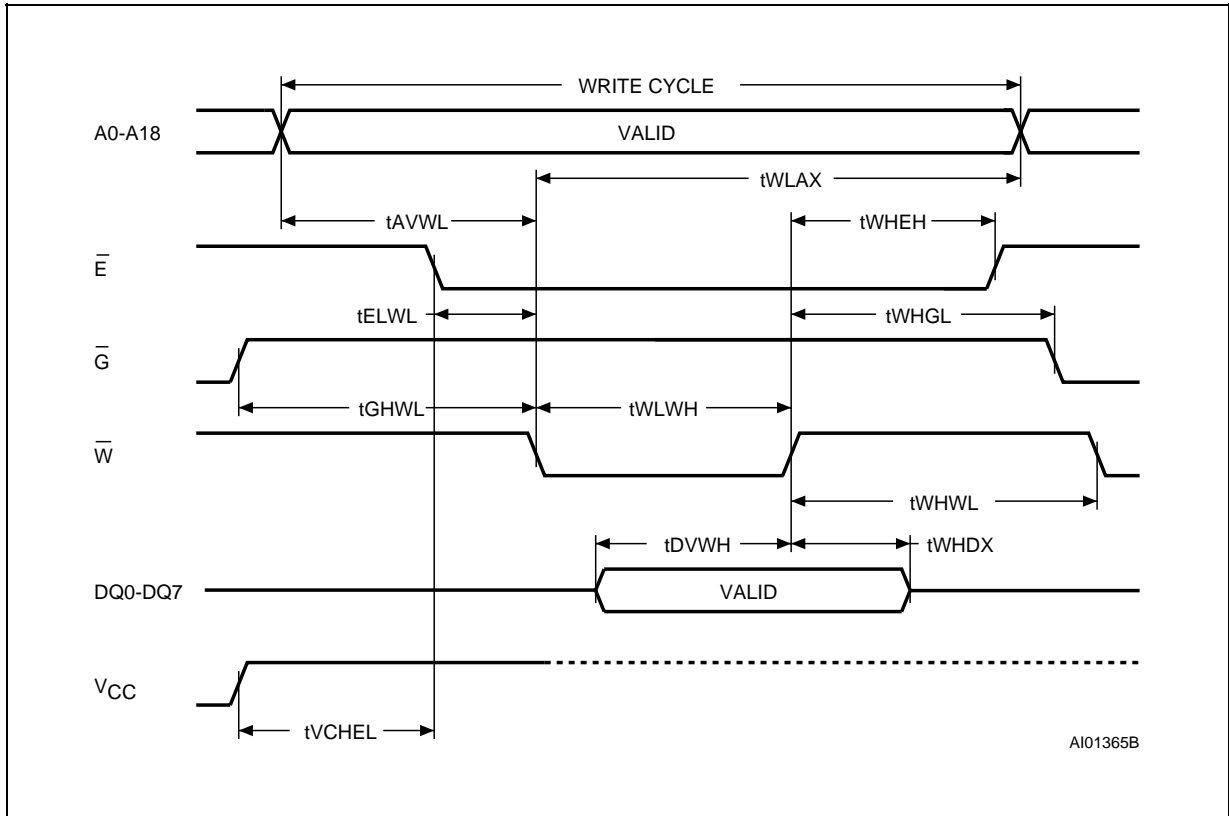 WRITE CYCLE
A0-A18
VALID
tWLAX
tAVWL
tWHEH
E̅
tELWL
tWHGL
G̅
tGHWL
tWLWH
W̅
tWHWL
tDVWH
tWHDX
DQ0-DQ7
VALID
VCC
tVCHEL
AI01365B